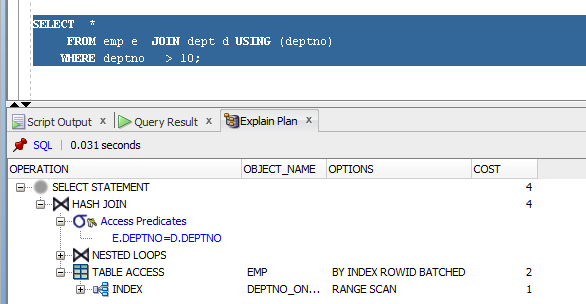 SELECT *
FROM emp e JOIN dept d USING (deptno)
WHERE deptno > 10;
Script Output x Query Result x Explain Plan x
SQL | 0.031 seconds
OPERATION OBJECT_NAME OPTIONS COST
SELECT STATEMENT 4
HASH JOIN 4
Access Predicates
E.DEPTNO=D.DEPTNO
NESTED LOOPS
TABLE ACCESS EMP BY INDEX ROWID BATCHED 2
INDEX DEPTNO_ON... RANGE SCAN 1